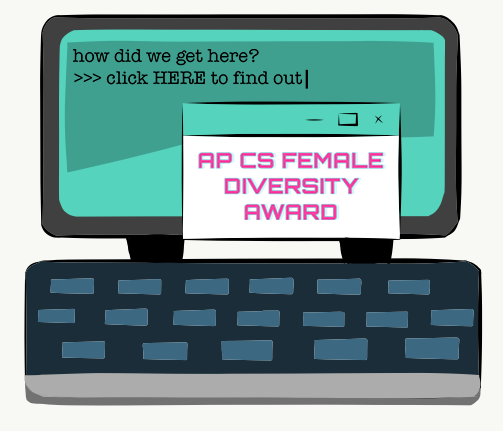 how did we get here?
>>> click HERE to find out|
AP CS FEMALE
DIVERSITY
AWARD